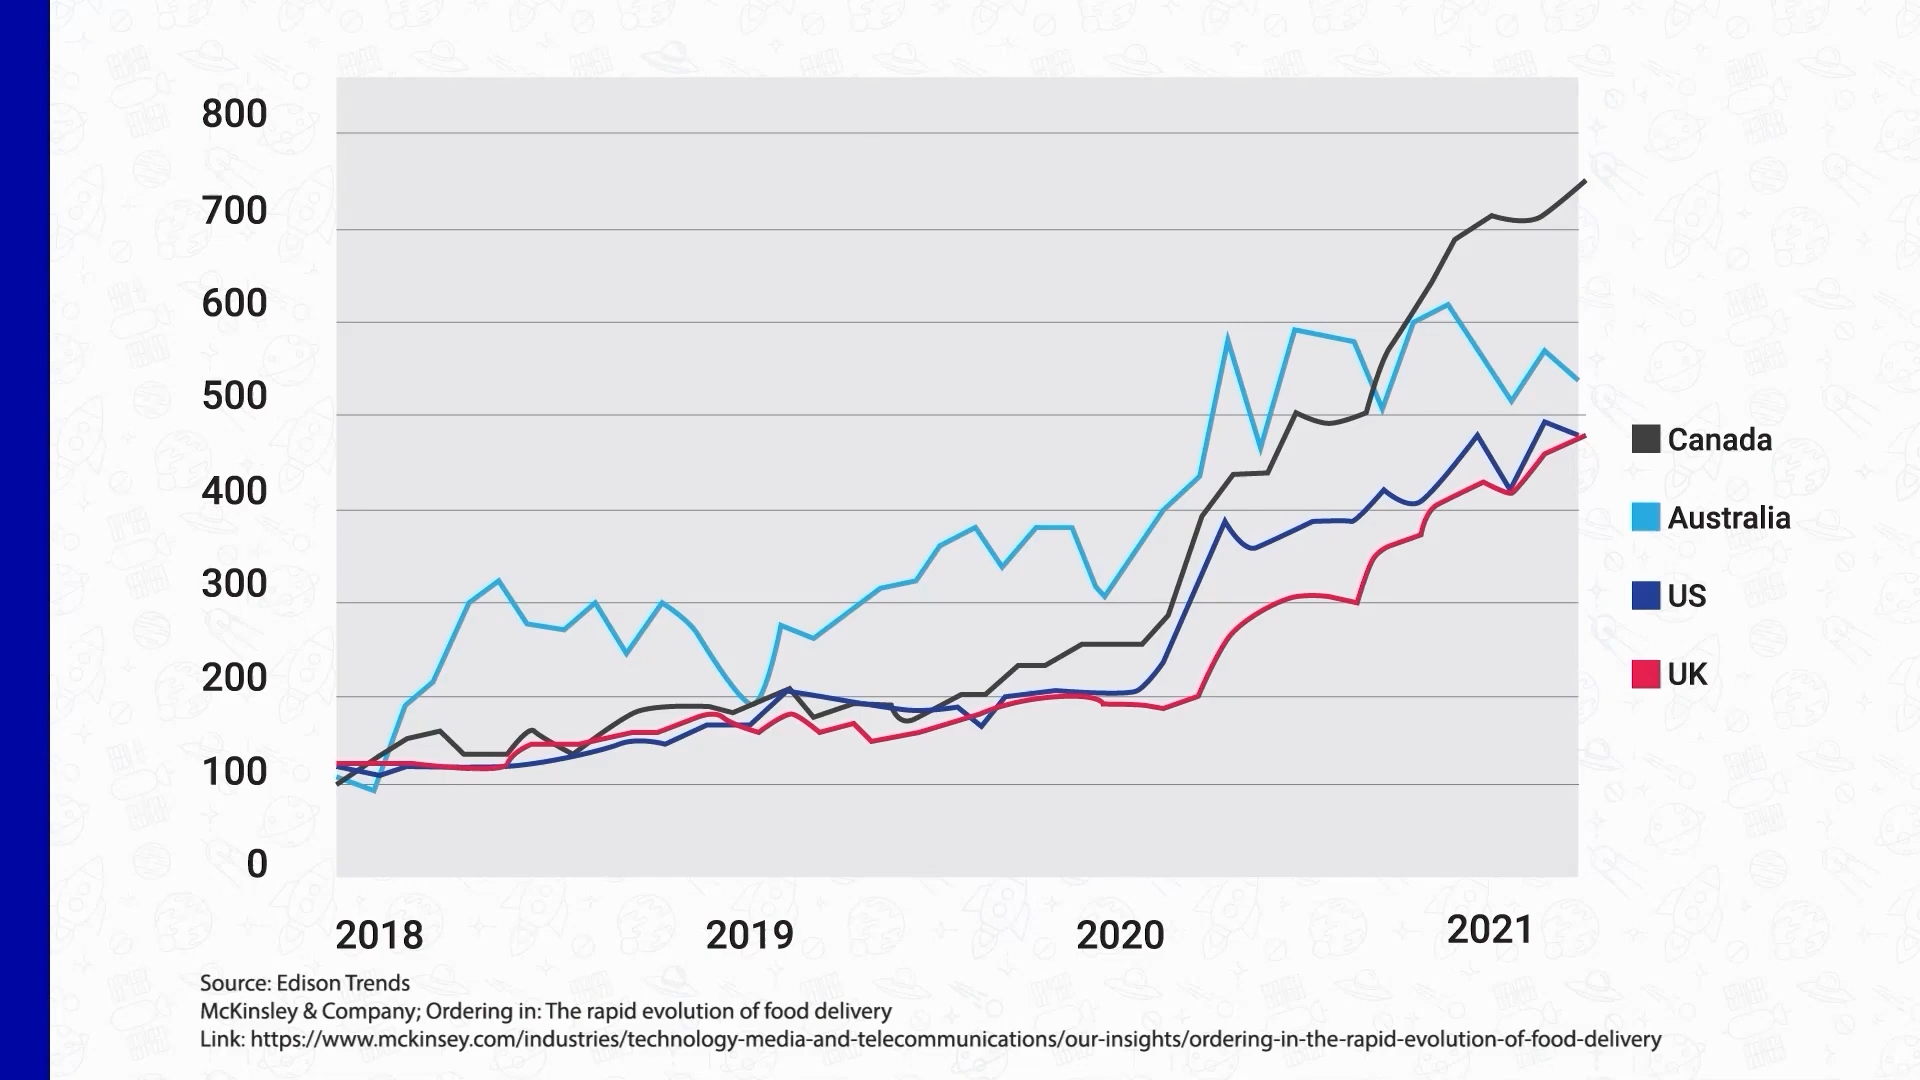 800
700
600
500
400
300
200
100
0
2018 2019 2020 2021
Canada
Australia
US
UK
Source: Edison Trends
McKinsley & Company; Ordering in: The rapid evolution of food delivery
Link: https://www.mckinsey.com/industries/technology-media-and-telecommunications/our-insights/ordering-in-the-rapid-evolution-of-food-delivery